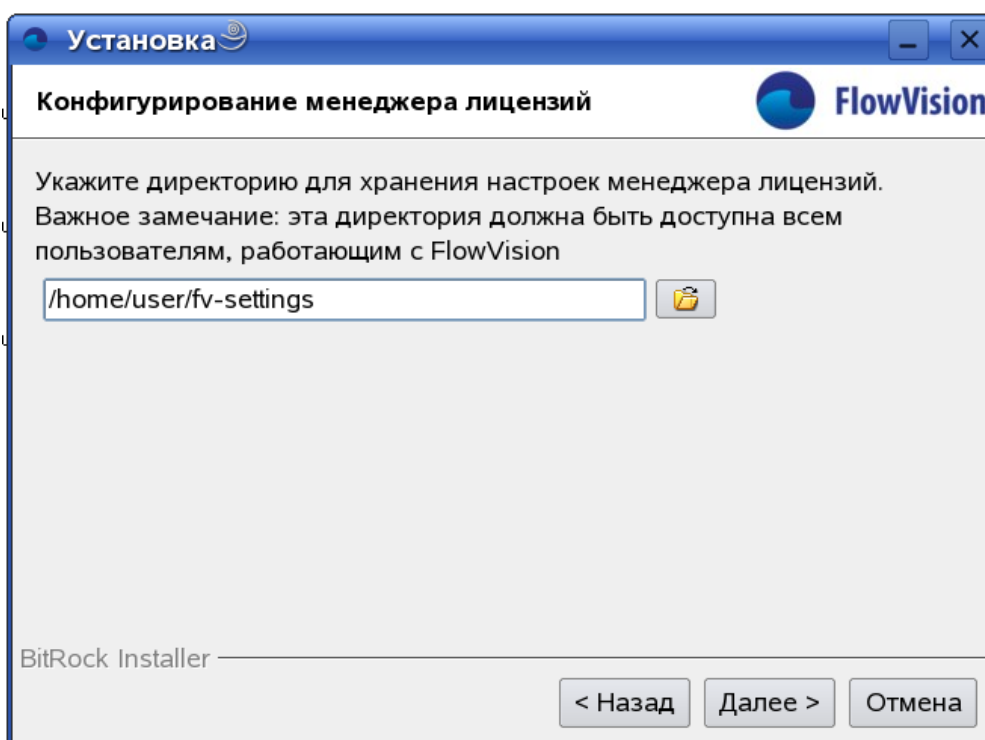 Установка
Конфигурирование менеджера лицензий
FlowVision
Укажите директорию для хранения настроек менеджера лицензий.
Важное замечание: эта директория должна быть доступна всем
пользователям, работающим с FlowVision
/home/user/fv-settings
BitRock Installer
< Назад
Далее >
Отмена